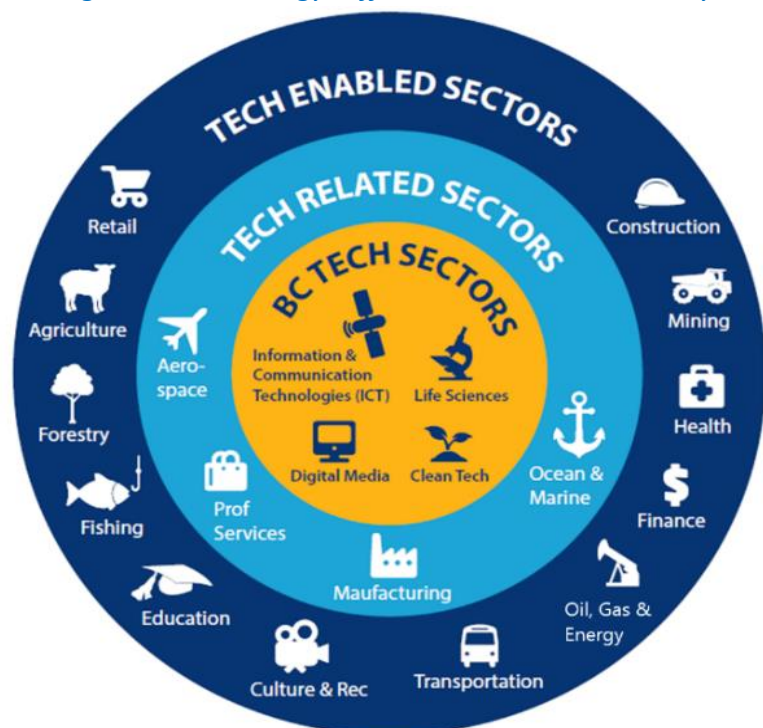 TECH ENABLED SECTORS
TECH RELATED SECTORS
BC TECH SECTORS
Information &
Communication
Technologies (ICT)
Life Sciences
Digital Media
Clean Tech
Aero-
space
Prof
Services
Maufacturing
Ocean &
Marine
Retail
Agriculture
Forestry
Fishing
Education
Culture & Rec
Transportation
Oil, Gas &
Energy
Finance
Health
Mining
Construction